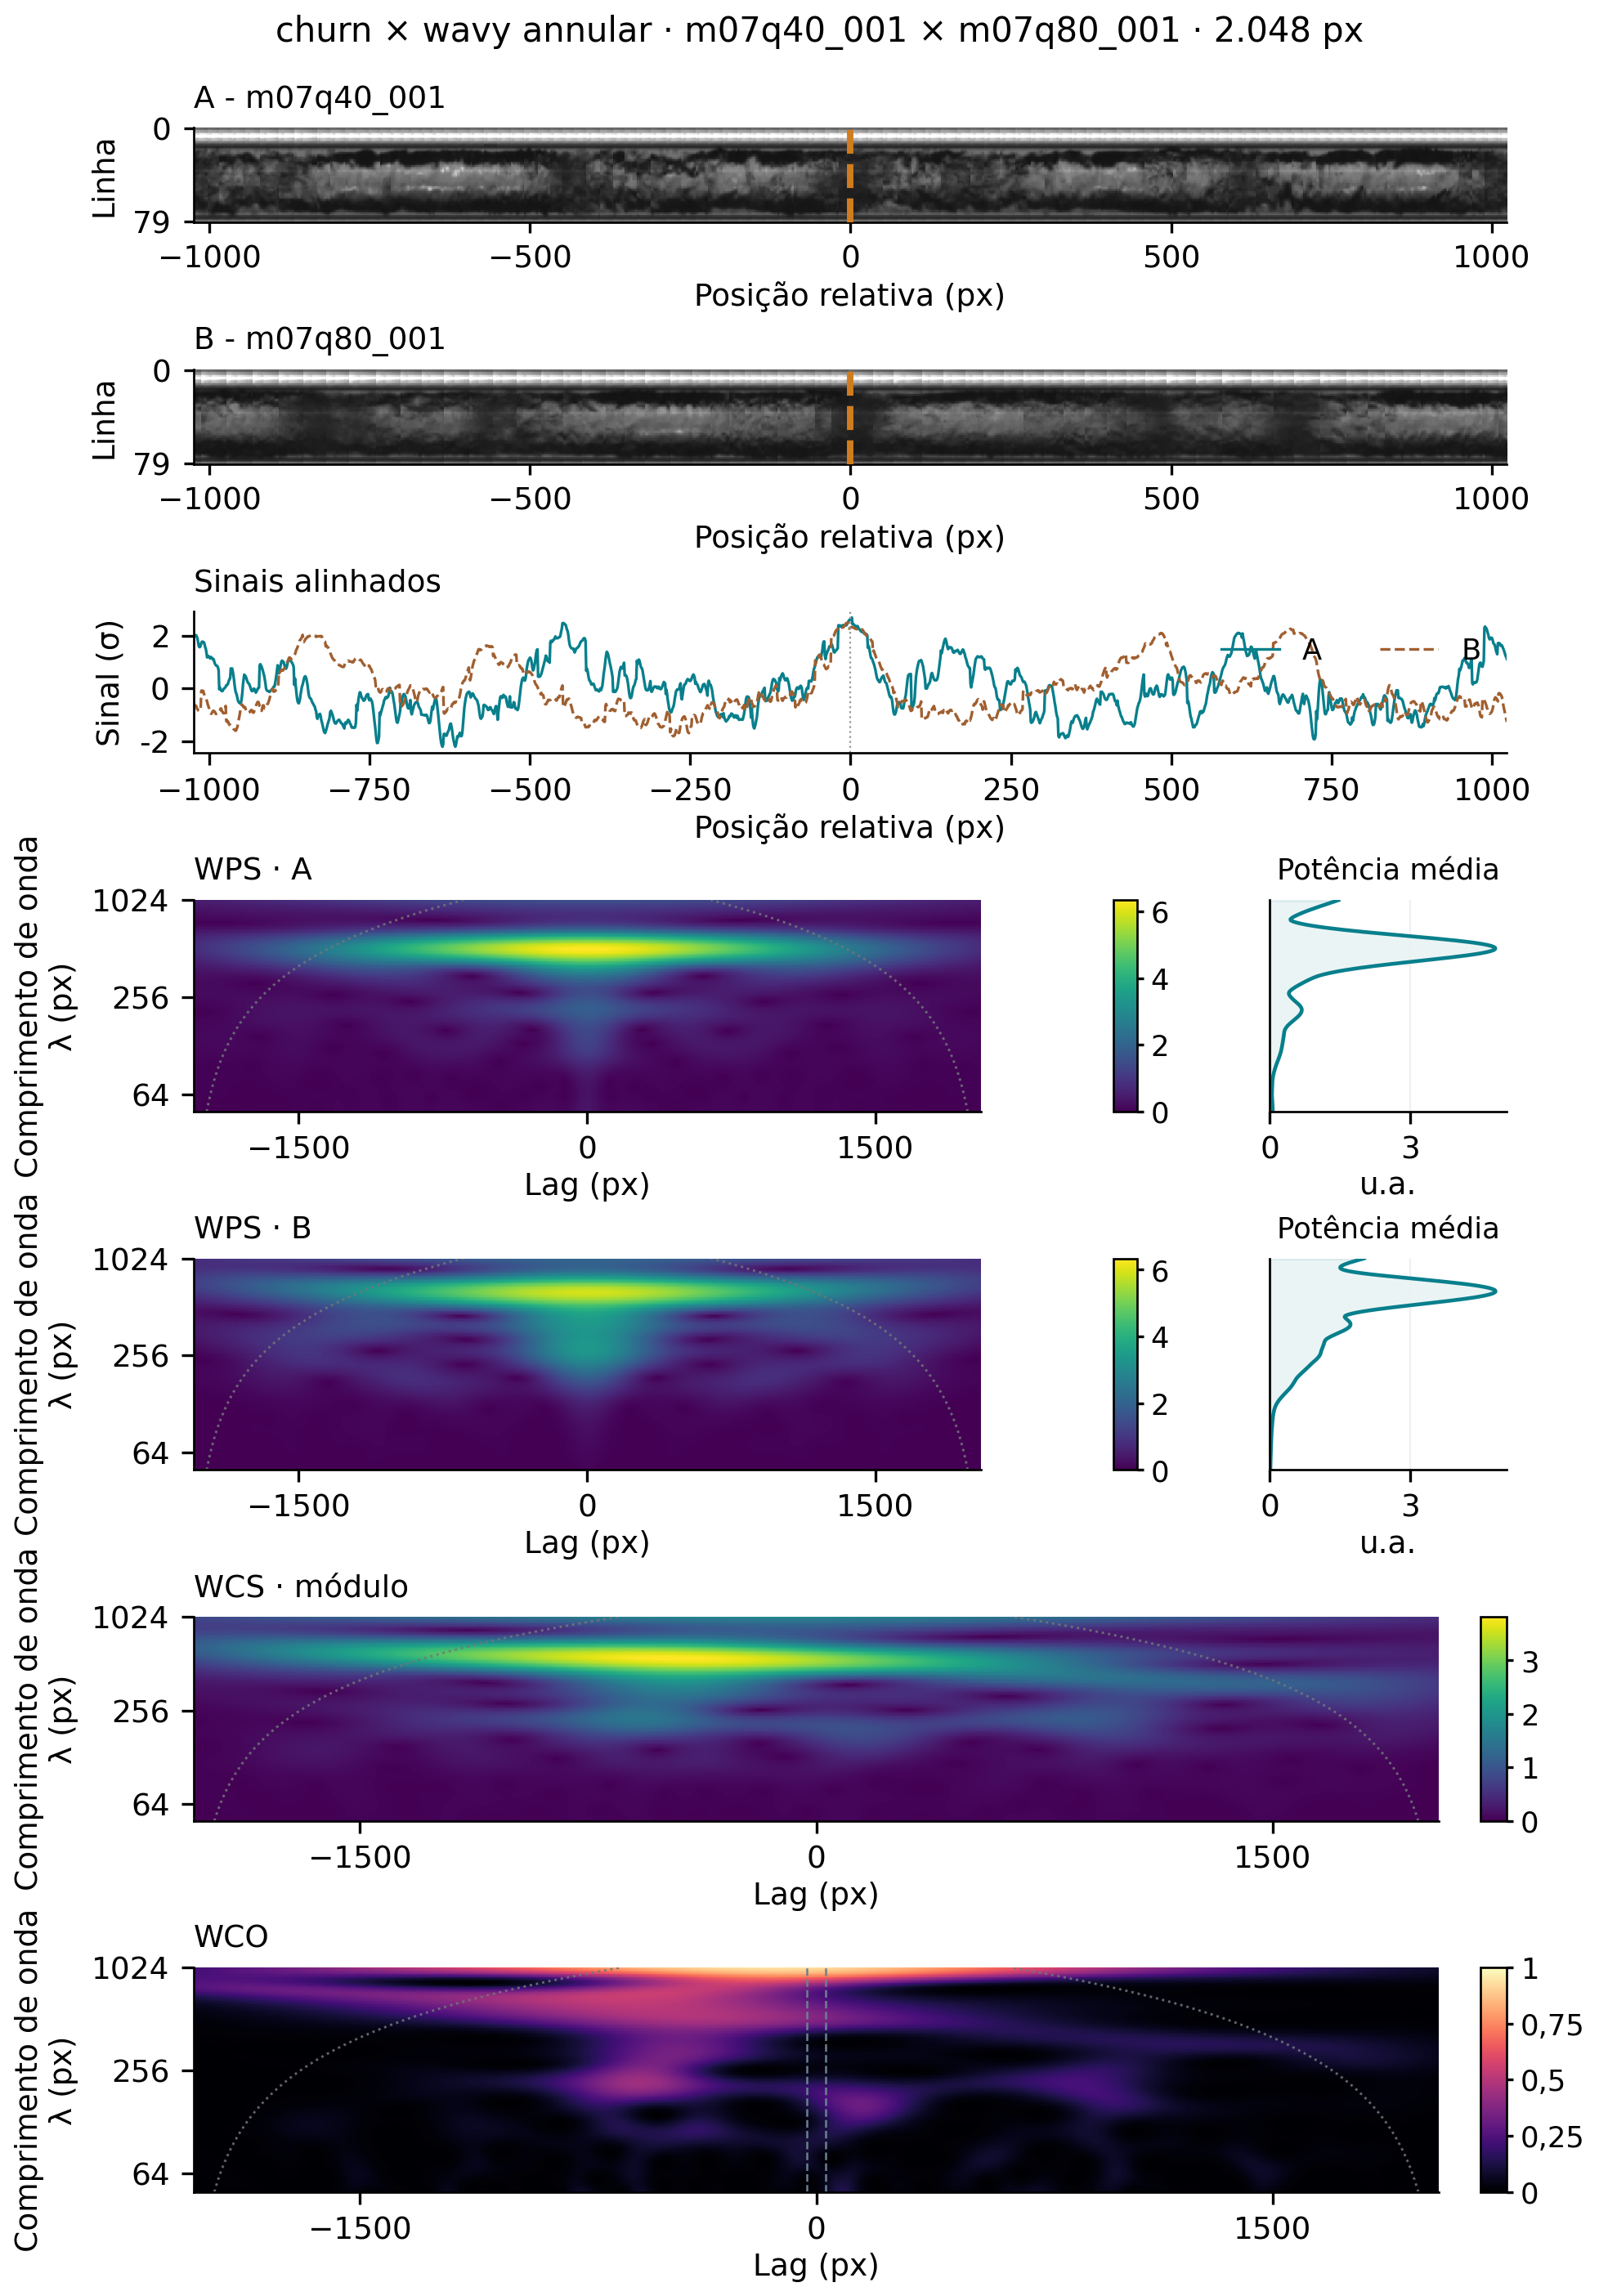 churn × wavy annular · m07q40_001 × m07q80_001 · 2.048 px
A - m07q40_001
Linha
0
79
−1000 −500 0 500 1000
Posição relativa (px)
B - m07q80_001
Linha
0
79
−1000 −500 0 500 1000
Posição relativa (px)
Sinais alinhados
Sinal (σ)
2
0
-2
A B
−1000 −750 −500 −250 0 250 500 750 1000
Posição relativa (px)
WPS · A
Comprimento de onda
λ (px)
1024
256
64
−1500 0 1500
Lag (px)
6
4
2
0
Potência média
0 3
u.a.
WPS · B
Comprimento de onda
λ (px)
1024
256
64
−1500 0 1500
Lag (px)
6
4
2
0
Potência média
0 3
u.a.
WCS · módulo
Comprimento de onda
λ (px)
1024
256
64
−1500 0 1500
Lag (px)
3
2
1
0
WCO
Comprimento de onda
λ (px)
1024
256
64
−1500 0 1500
Lag (px)
1
0,75
0,5
0,25
0